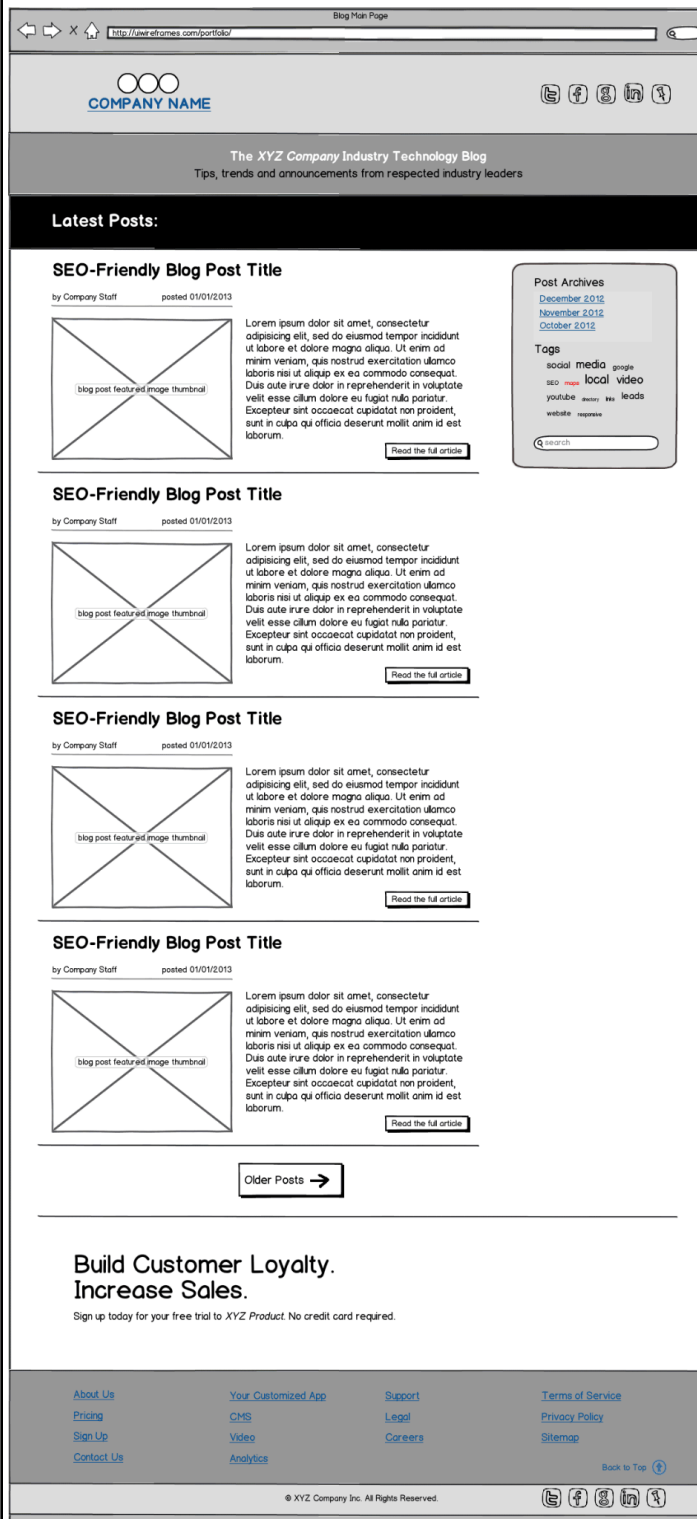 Blog Main Page
http://uiwireframes.com/portfolio/
COMPANY NAME
The XYZ Company Industry Technology Blog
Tips, trends and announcements from respected industry leaders
Latest Posts:
SEO-Friendly Blog Post Title
by Company Staff posted 01/01/2013
blog post featured image thumbnail
Lorem ipsum dolor sit amet, consectetur
adipisicing elit, sed do eiusmod tempor incididunt
ut labore et dolore magna aliqua. Ut enim ad
minim veniam, quis nostrud exercitation ullamco
laboris nisi ut aliquip ex ea commodo consequat.
Duis aute irure dolor in reprehenderit in voluptate
velit esse cillum dolore eu fugiat nulla pariatur.
Excepteur sint occaecat cupidatat non proident,
sunt in culpa qui officia deserunt mollit anim id est
laborum.
Read the full article
Post Archives
December 2012
November 2012
October 2012
Tags
social media google
SEO maps local video
youtube directory links leads
website responsive
search
SEO-Friendly Blog Post Title
by Company Staff posted 01/01/2013
blog post featured image thumbnail
Lorem ipsum dolor sit amet, consectetur
adipisicing elit, sed do eiusmod tempor incididunt
ut labore et dolore magna aliqua. Ut enim ad
minim veniam, quis nostrud exercitation ullamco
laboris nisi ut aliquip ex ea commodo consequat.
Duis aute irure dolor in reprehenderit in voluptate
velit esse cillum dolore eu fugiat nulla pariatur.
Excepteur sint occaecat cupidatat non proident,
sunt in culpa qui officia deserunt mollit anim id est
laborum.
Read the full article
SEO-Friendly Blog Post Title
by Company Staff posted 01/01/2013
blog post featured image thumbnail
Lorem ipsum dolor sit amet, consectetur
adipisicing elit, sed do eiusmod tempor incididunt
ut labore et dolore magna aliqua. Ut enim ad
minim veniam, quis nostrud exercitation ullamco
laboris nisi ut aliquip ex ea commodo consequat.
Duis aute irure dolor in reprehenderit in voluptate
velit esse cillum dolore eu fugiat nulla pariatur.
Excepteur sint occaecat cupidatat non proident,
sunt in culpa qui officia deserunt mollit anim id est
laborum.
Read the full article
SEO-Friendly Blog Post Title
by Company Staff posted 01/01/2013
blog post featured image thumbnail
Lorem ipsum dolor sit amet, consectetur
adipisicing elit, sed do eiusmod tempor incididunt
ut labore et dolore magna aliqua. Ut enim ad
minim veniam, quis nostrud exercitation ullamco
laboris nisi ut aliquip ex ea commodo consequat.
Duis aute irure dolor in reprehenderit in voluptate
velit esse cillum dolore eu fugiat nulla pariatur.
Excepteur sint occaecat cupidatat non proident,
sunt in culpa qui officia deserunt mollit anim id est
laborum.
Read the full article
Older Posts
Build Customer Loyalty.
Increase Sales.
Sign up today for your free trial to XYZ Product. No credit card required.
About Us
Pricing
Sign Up
Contact Us
Your Customized App
CMS
Video
Analytics
Support
Legal
Careers
Terms of Service
Privacy Policy
Sitemap
Back to Top
© XYZ Company Inc. All Rights Reserved.